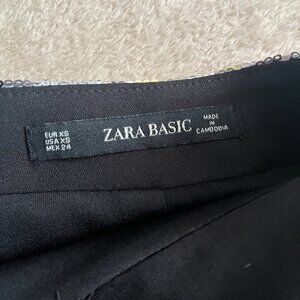 EUR XS
USA XS
MEX 24
ZARA BASIC
MADE
IN
CAMBODIA